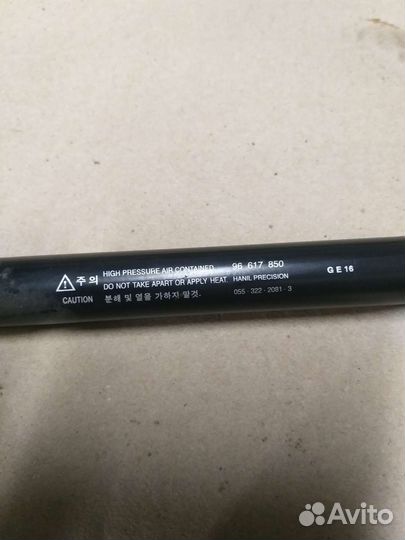 ⚠ 주 의 HIGH PRESSURE AIR CONTAINED 96 617 850 G E 16
CAUTION DO NOT TAKE APART OR APPLY HEAT. HANIL PRECISION
분해 및 열을 가하지 말것. 055 - 322 - 2081 - 3
Avito